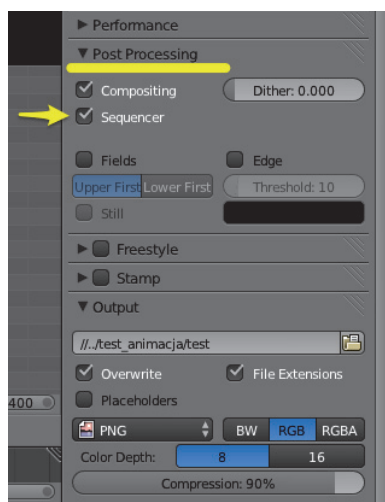 Performance
Post Processing
Compositing Dither: 0.000
Sequencer
Fields Edge
Upper First Lower First Threshold: 10
Still
Freestyle
Stamp
Output
//../test_animacja/test
Overwrite File Extensions
400 Placeholders
PNG BW RGB RGBA
Color Depth: 8 16
Compression: 90%